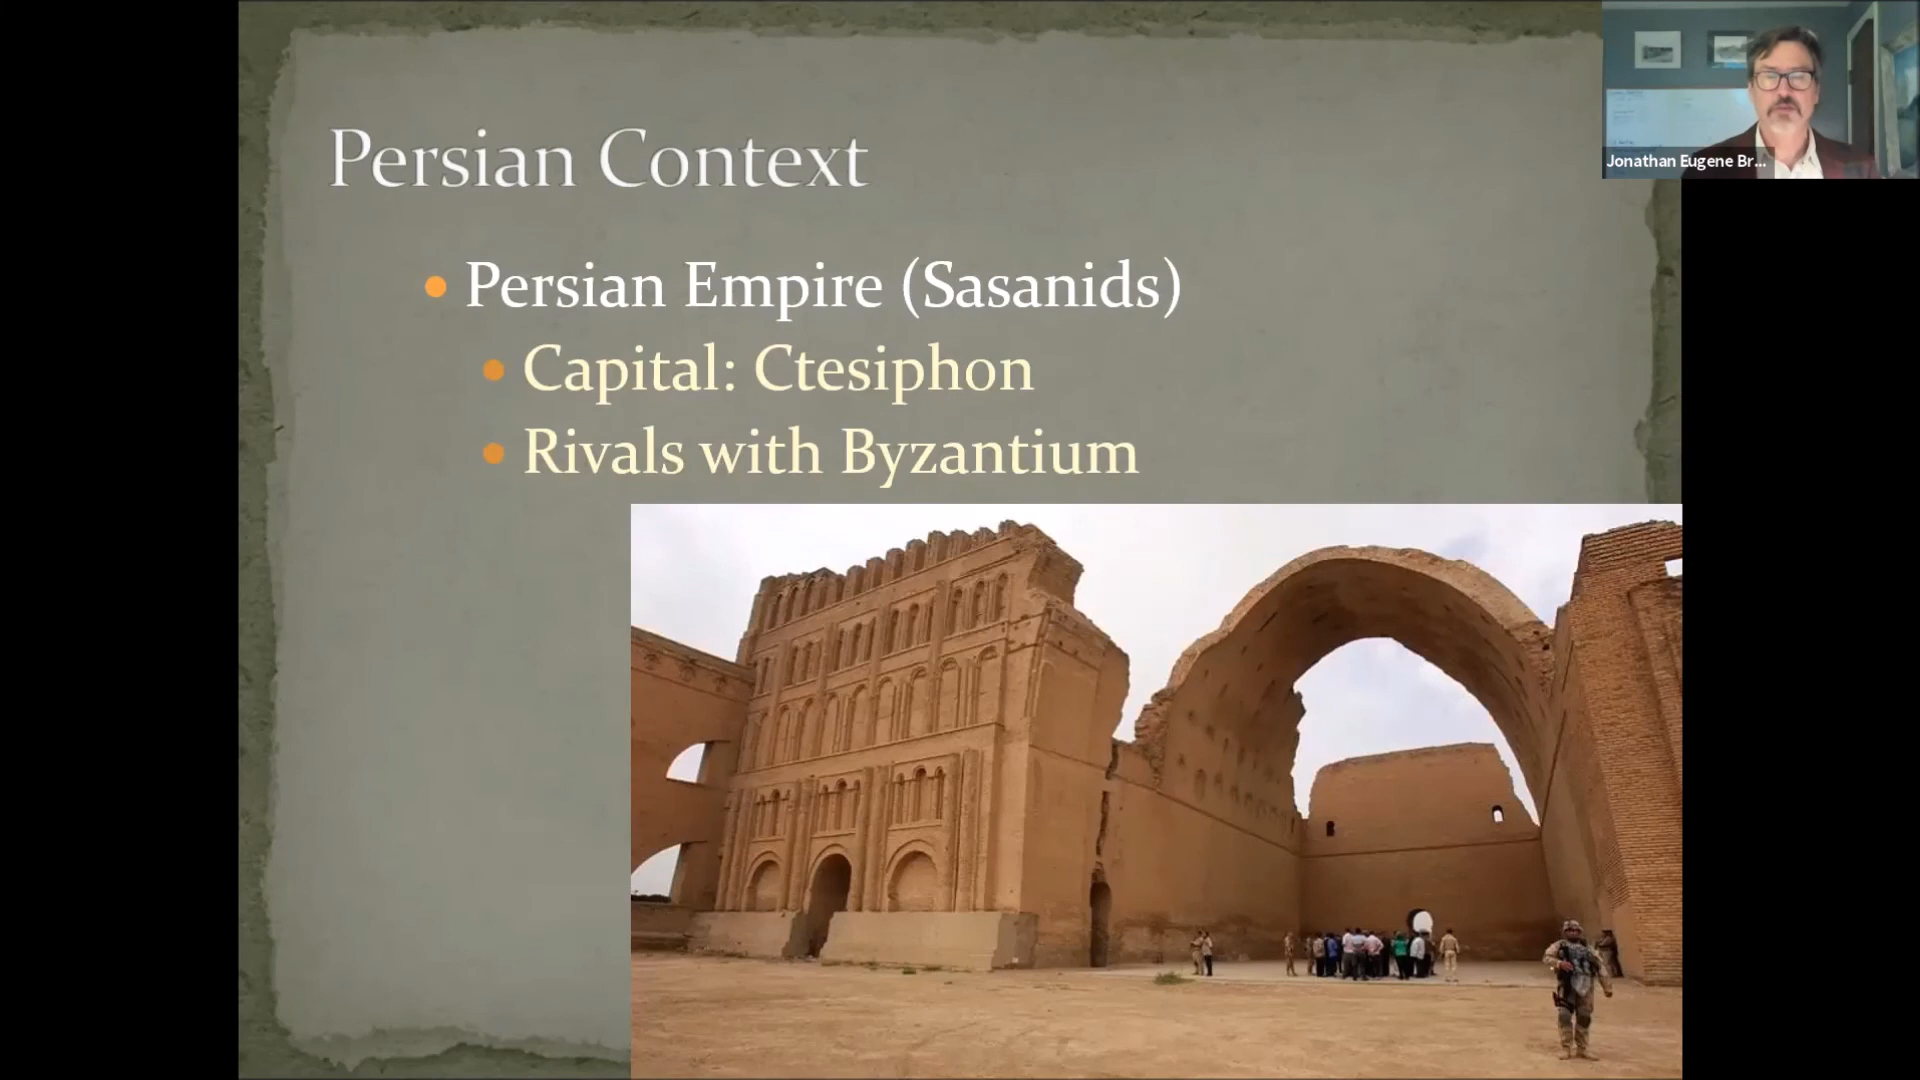 Persian Context
Persian Empire (Sasanids)
Capital: Ctesiphon
Rivals with Byzantium
Jonathan Eugene Br...